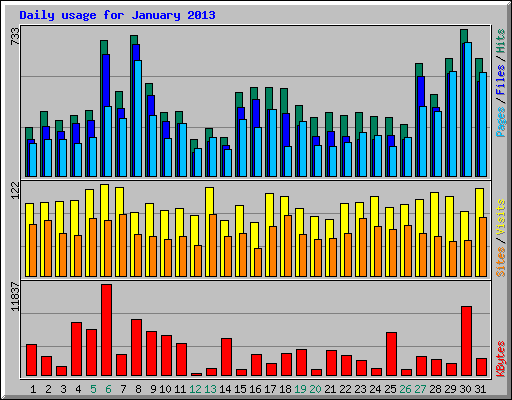 Daily usage for January 2013
733
Pages / Files / Hits
122
Sites / Visits
11837
KBytes
1 2 3 4 5 6 7 8 9 10 11 12 13 14 15 16 17 18 19 20 21 22 23 24 25 26 27 28 29 30 31